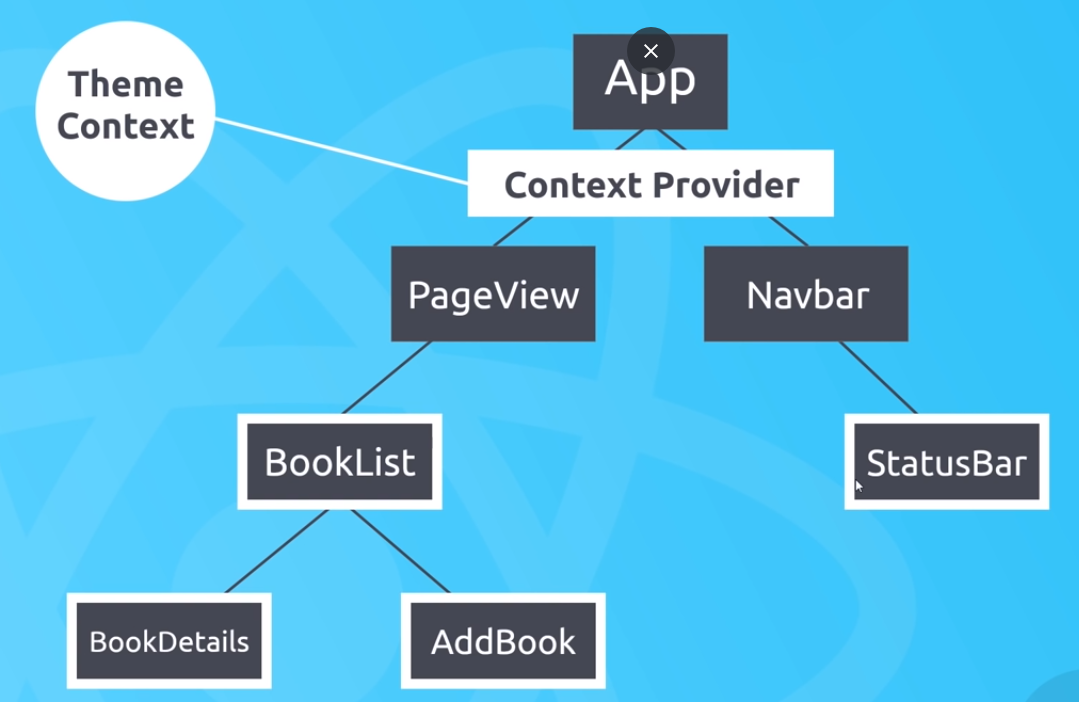 Theme
Context
App
Context Provider
PageView
Navbar
BookList
StatusBar
BookDetails
AddBook